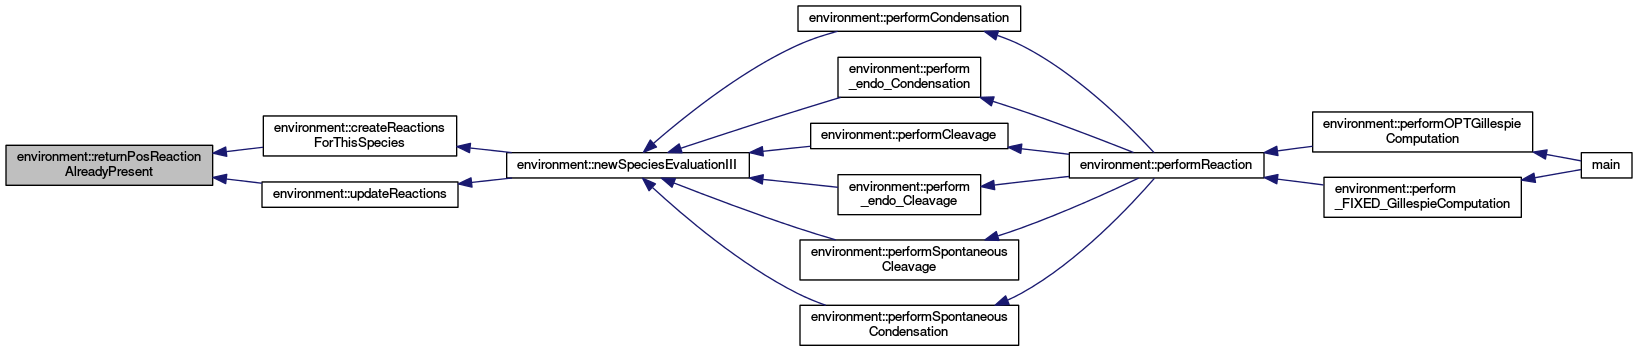 environment::returnPosReaction
AlreadyPresent
environment::createReactions
ForThisSpecies
environment::updateReactions
environment::newSpeciesEvaluationIII
environment::performCondensation
environment::perform
_endo_Condensation
environment::performCleavage
environment::perform
_endo_Cleavage
environment::performSpontaneous
Cleavage
environment::performSpontaneous
Condensation
environment::performReaction
environment::performOPTGillespie
Computation
environment::perform
_FIXED_GillespieComputation
main